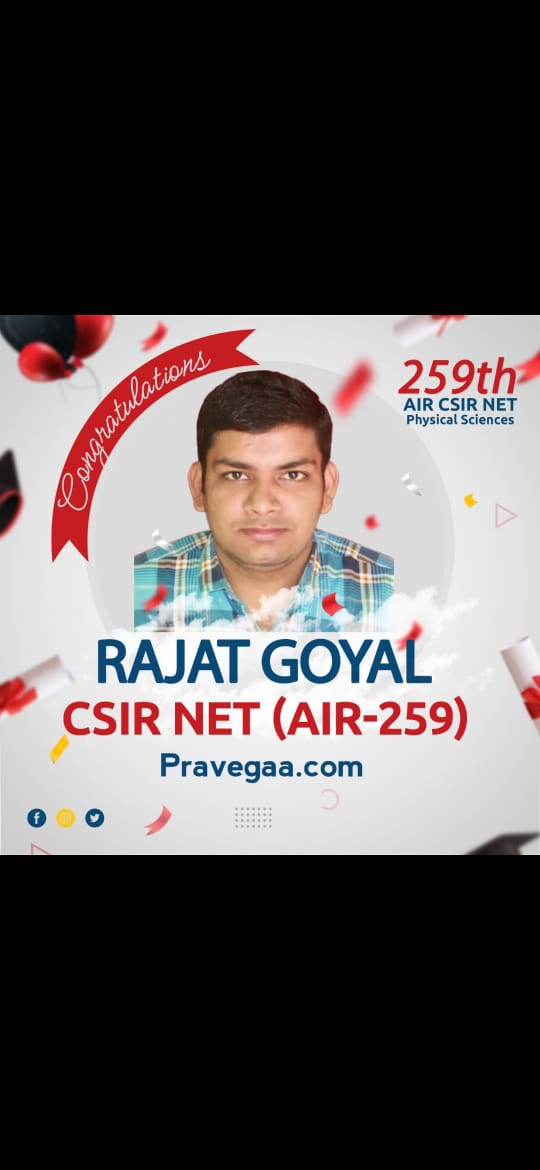 Congratulations
259th
AIR CSIR NET
Physical Sciences
RAJAT GOYAL
CSIR NET (AIR-259)
Pravegaa.com